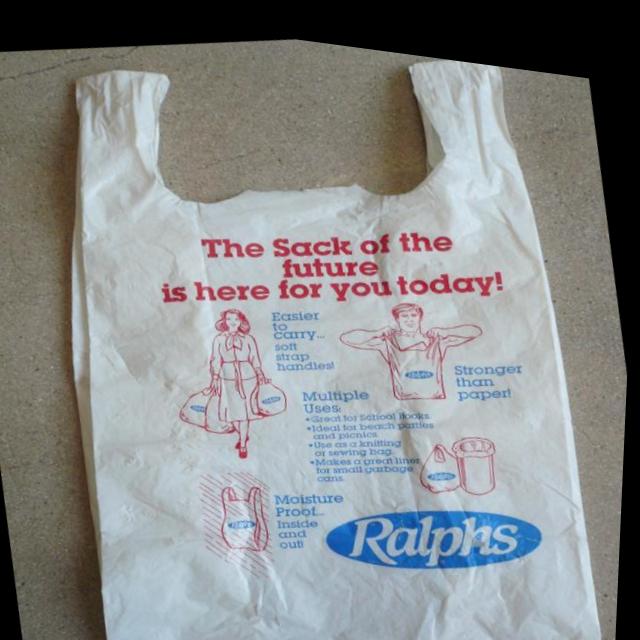 The Sack of the
future
is here for you today!
Easier
to
carry...
soft
strap
handles!
Stronger
than
paper!
Multiple
Uses:
•Great for School Books.
•Ideal for beach parties
and picnics.
•Use as a knitting
or sewing bag.
•Makes a great liner
for small garbage
cans.
Moisture
Proof...
Inside
and
out!
Ralphs